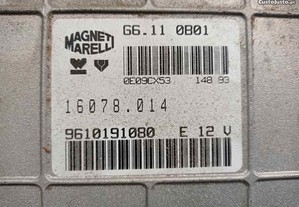 MAGNETI
MARELLI
G6.11 0B01
0E09CX53
148 93
16078.014
9610191080 E 12 V